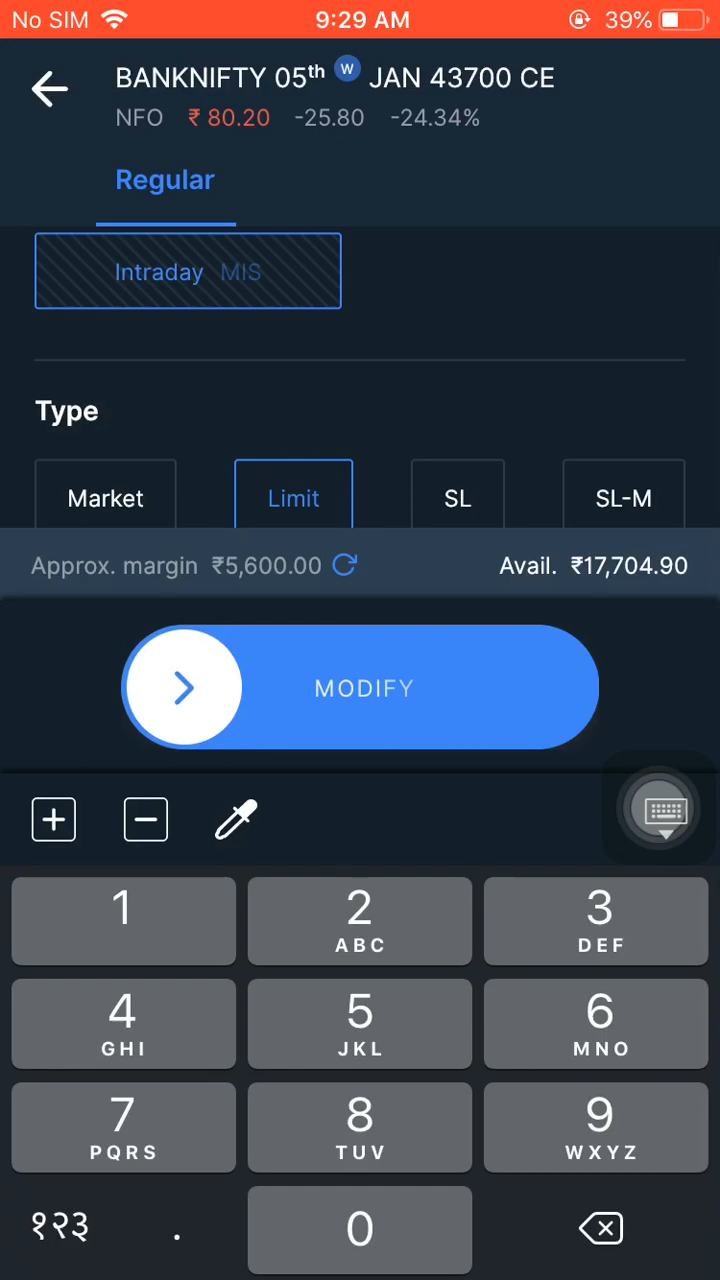 No SIM 9:29 AM 39%
BANKNIFTY 05th W JAN 43700 CE
NFO ₹ 80.20 -25.80 -24.34%
Regular
Intraday MIS
Type
Market Limit SL SL-M
Approx. margin ₹5,600.00 Avail. ₹17,704.90
MODIFY
1 2 3
ABC DEF
4 5 6
GHI JKL MNO
7 8 9
PQRS TUV WXYZ
१२३ . 0